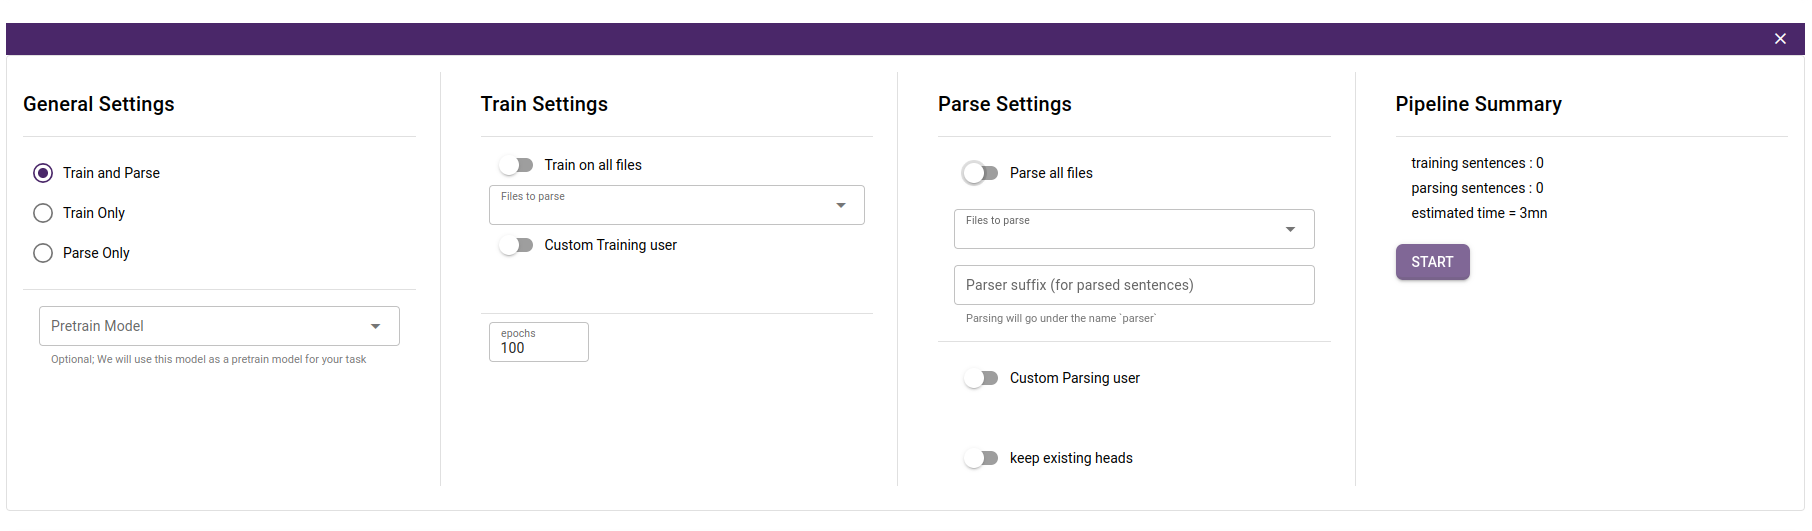 General Settings
Train and Parse
Train Only
Parse Only
Pretrain Model
Optional; We will use this model as a pretrain model for your task
Train Settings
Train on all files
Files to parse
Custom Training user
epochs
100
Parse Settings
Parse all files
Files to parse
Parser suffix (for parsed sentences)
Parsing will go under the name `parser`
Custom Parsing user
keep existing heads
Pipeline Summary
training sentences : 0
parsing sentences : 0
estimated time = 3mn
START